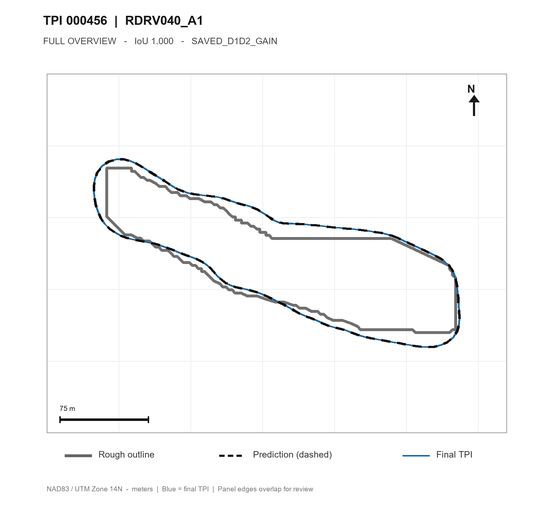 TPI 000456 | RDRV040_A1
FULL OVERVIEW - IoU 1.000 - SAVED_D1D2_GAIN
N
75 m
Rough outline Prediction (dashed) Final TPI
NAD83 / UTM Zone 14N - meters | Blue = final TPI | Panel edges overlap for review